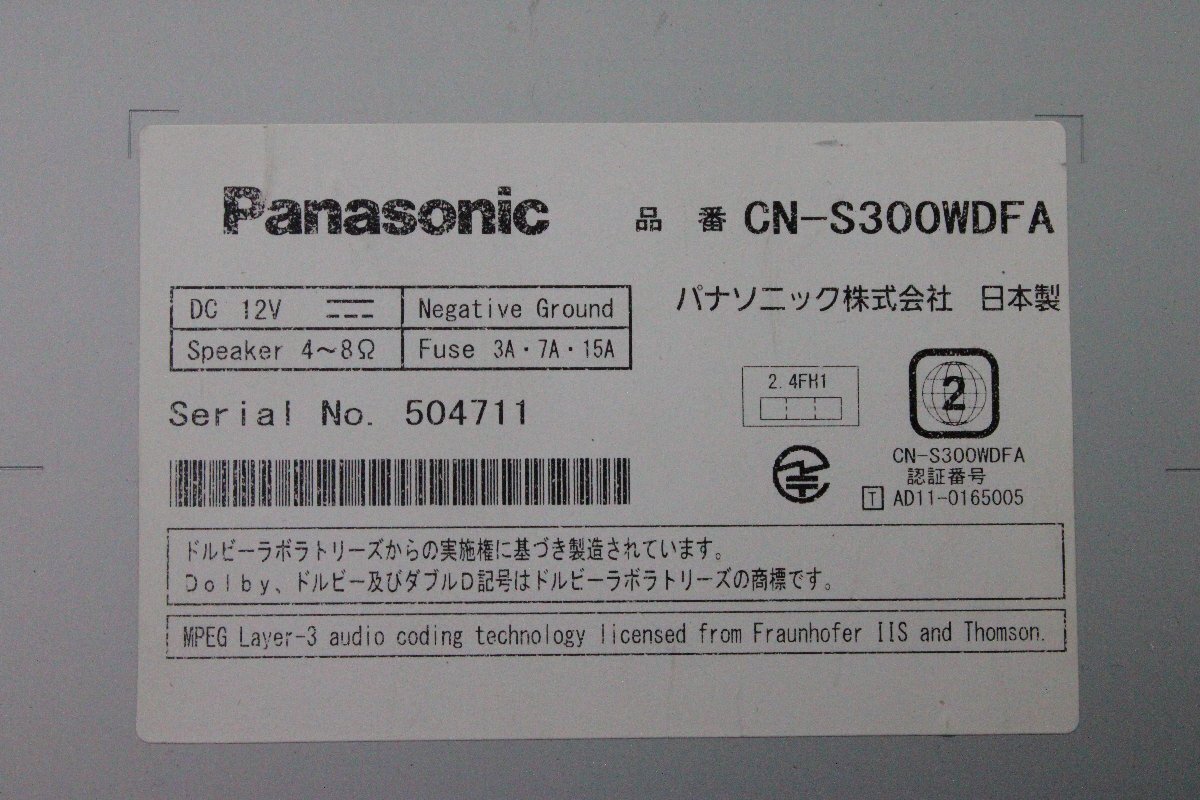 Panasonic 品 番 CN-S300WDFA
DC 12V Negative Ground
Speaker 4～8Ω Fuse 3A・7A・15A
パナソニック株式会社 日本製
2.4FH1
2
Serial No. 504711
CN-S300WDFA
認証番号
T AD11-0165005
ドルビーラボラトリーズからの実施権に基づき製造されています。
Dolby、ドルビー及びダブルD記号はドルビーラボラトリーズの商標です。
MPEG Layer-3 audio coding technology licensed from Fraunhofer IIS and Thomson.